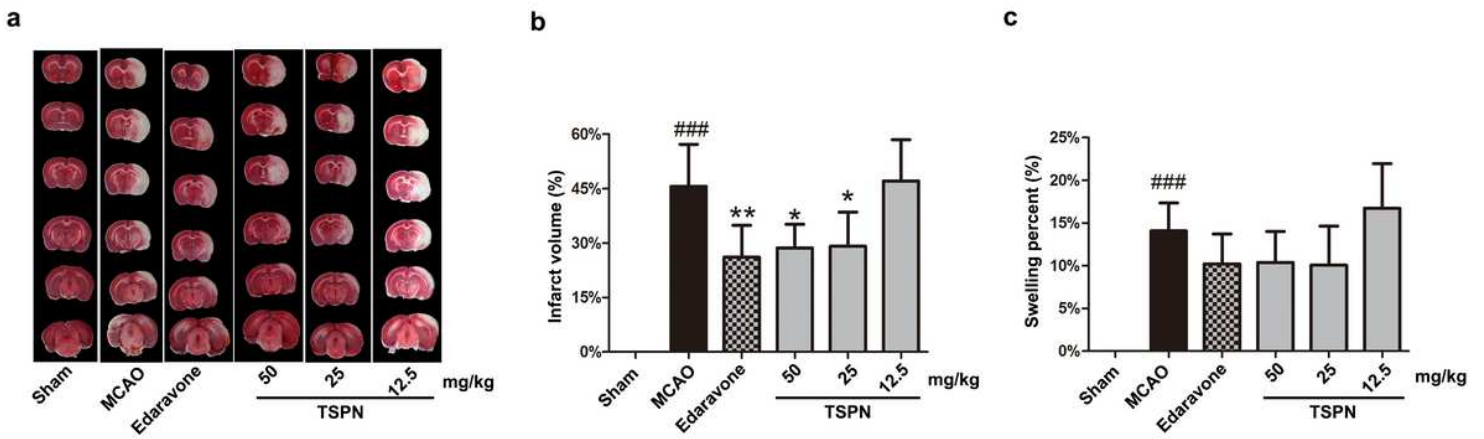 a
Sham
MCAO
Edaravone
50
25
12.5
mg/kg
TSPN
b
Infarct volume (%)
60%
45%
30%
15%
0%
###
**
*
*
Sham
MCAO
Edaravone
50
25
12.5
mg/kg
TSPN
c
Swelling percent (%)
25%
20%
15%
10%
5%
0%
###
Sham
MCAO
Edaravone
50
25
12.5
mg/kg
TSPN